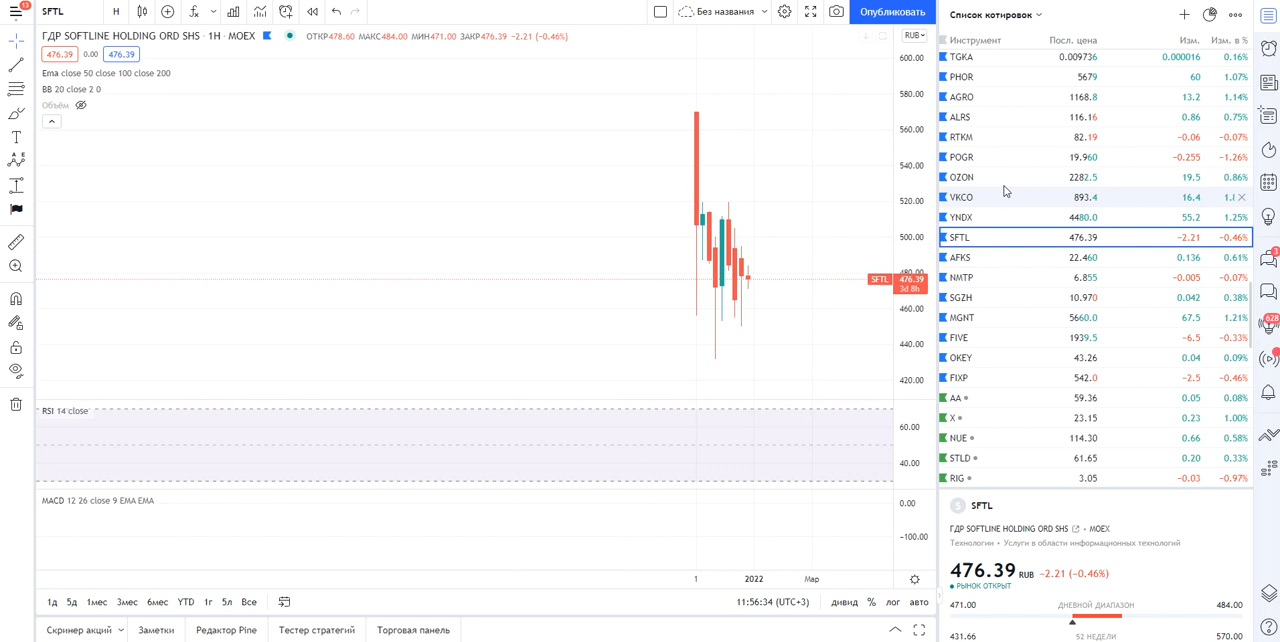 13
SFTL Н Без названия Опубликовать
ГДР SOFTLINE HOLDING ORD SHS · 1Н · MOEX ОТКР478.60 МАКС484.00 МИН471.00 ЗАКР476.39 −2.21 (−0.46%) RUB
476.39 0.00 476.39
Ema close 50 close 100 close 200
BB 20 close 2 0
Объём
600.00
580.00
560.00
540.00
520.00
500.00
480.00
SFTL 476.39
3d 8h
460.00
440.00
420.00
RSI 14 close
60.00
40.00
MACD 12 26 close 9 EMA EMA
0.00
−100.00
1 2022 Мар
1д 5д 1мес 3мес 6мес YTD 1г 5л Все 11:56:34 (UTC+3) дивид % лог авто
Скринер акций Заметки Редактор Pine Тестер стратегий Торговая панель
Список котировок
Инструмент Посл. цена Изм. Изм. в %
TGKA 0.009736 0.000016 0.16%
PHOR 5679 60 1.07%
AGRO 1168.8 13.2 1.14%
ALRS 116.16 0.86 0.75%
RTKM 82.19 −0.06 −0.07%
POGR 19.960 −0.255 −1.26%
OZON 2282.5 19.5 0.86%
VKCO 893.4 16.4
YNDX 4480.0 55.2 1.25%
SFTL 476.39 −2.21 −0.46%
AFKS 22.460 0.136 0.61%
NMTP 6.855 −0.005 −0.07%
SGZH 10.970 0.042 0.38%
MGNT 5660.0 67.5 1.21%
FIVE 1939.5 −6.5 −0.33%
OKEY 43.26 0.04 0.09%
FIXP 542.0 −2.5 −0.46%
AA 59.36 0.05 0.08%
X 23.15 0.23 1.00%
NUE 114.30 0.66 0.58%
STLD 61.65 0.20 0.33%
RIG 3.05 −0.03 −0.97%
S SFTL
ГДР SOFTLINE HOLDING ORD SHS • MOEX
Технологии • Услуги в области информационных технологий
476.39 RUB −2.21 (−0.46%)
РЫНОК ОТКРЫТ
471.00 ДНЕВНОЙ ДИАПАЗОН 484.00
431.66 52 НЕДЕЛИ 570.00
3
628